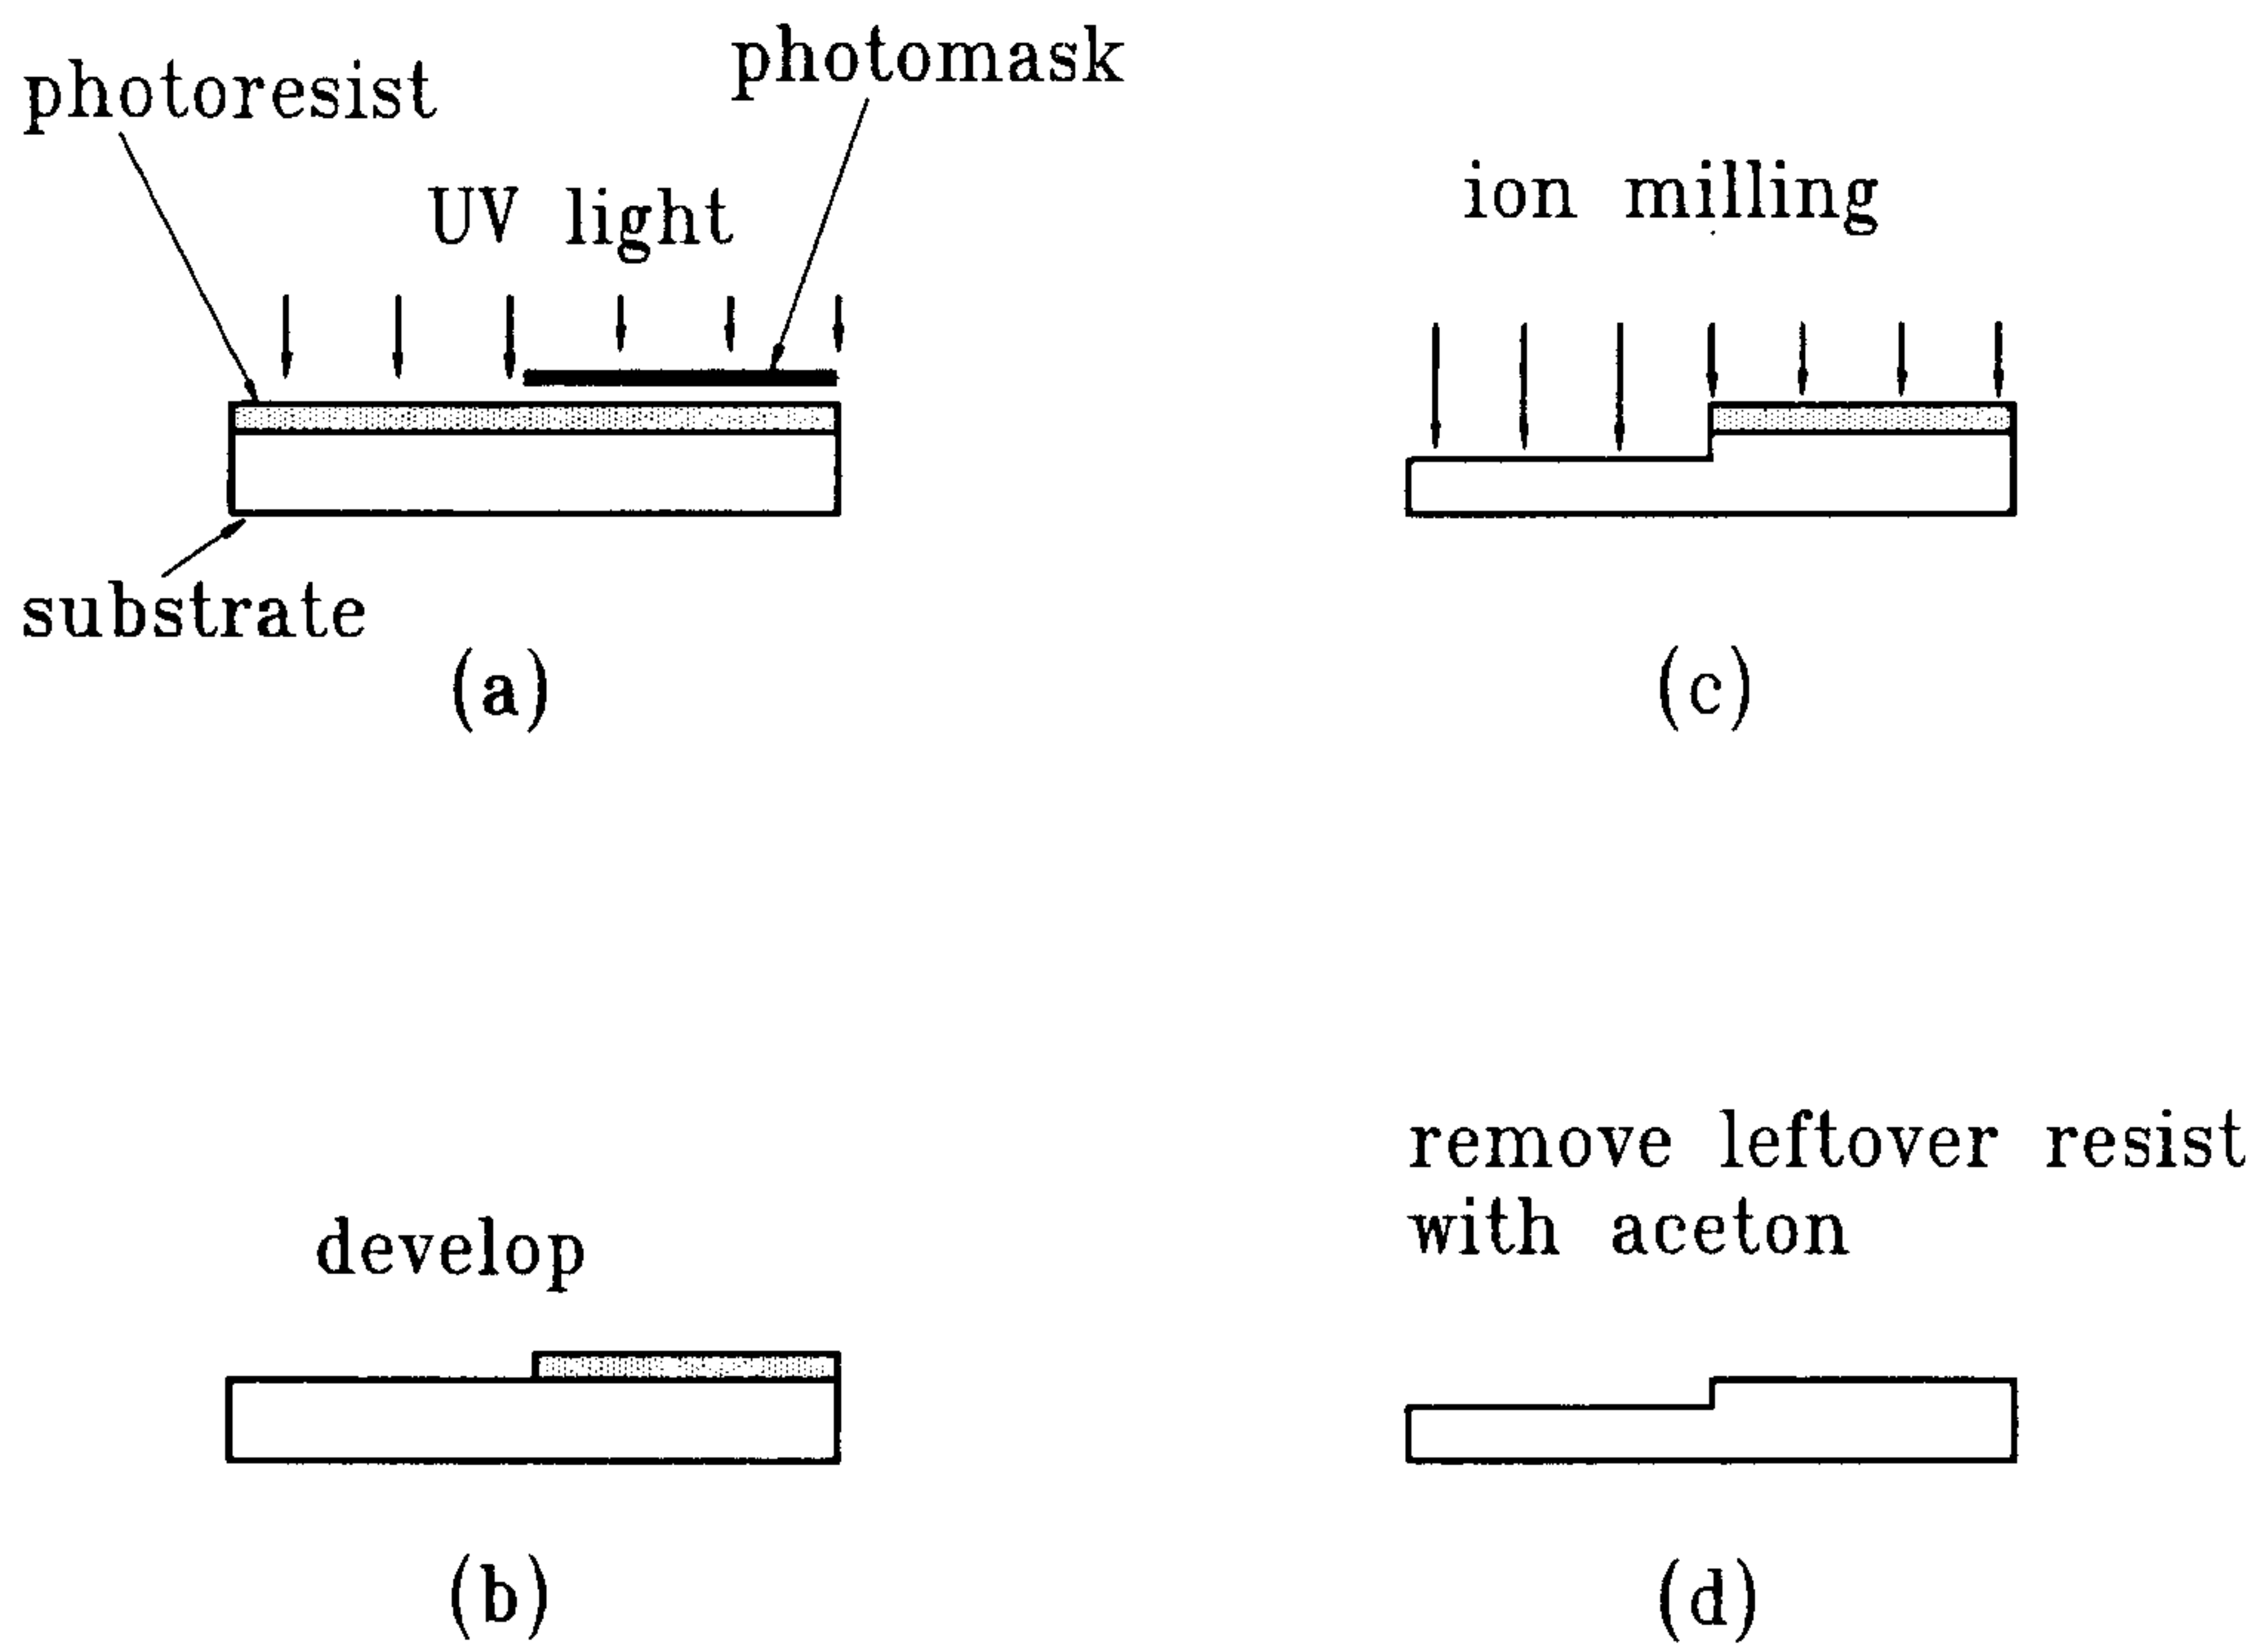 photoresist
photomask
UV light
substrate
(a)
ion milling
(c)
develop
(b)
remove leftover resist
with aceton
(d)